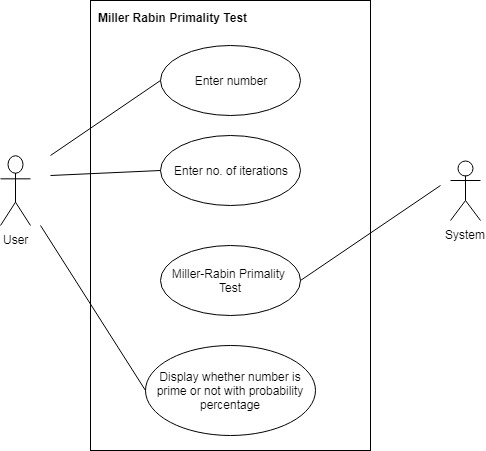 Miller Rabin Primality Test
Enter number
Enter no. of iterations
User
System
Miller-Rabin Primality
Test
Display whether number is
prime or not with probability
percentage